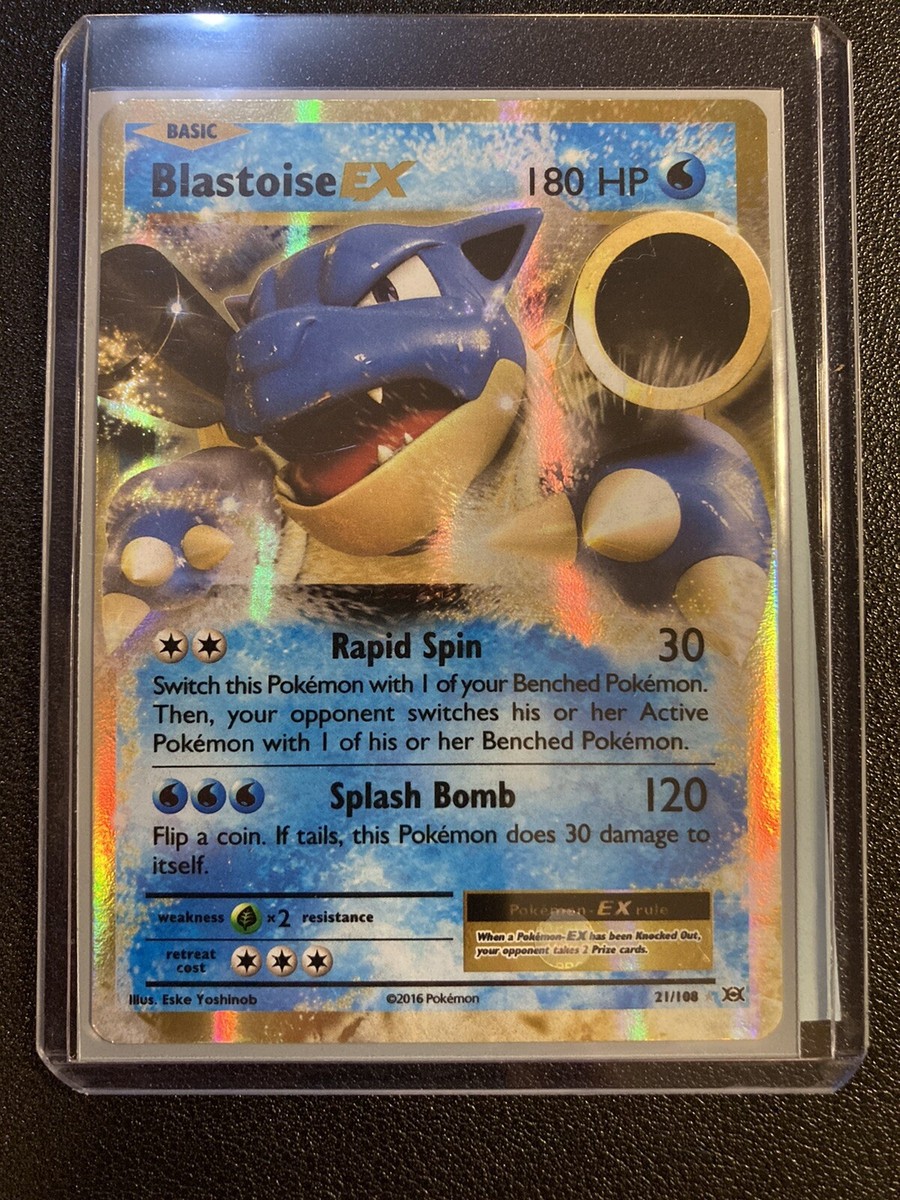 BASIC
Blastoise EX 180 HP
Rapid Spin 30
Switch this Pokémon with 1 of your Benched Pokémon.
Then, your opponent switches his or her Active
Pokémon with 1 of his or her Benched Pokémon.
Splash Bomb 120
Flip a coin. If tails, this Pokémon does 30 damage to
itself.
weakness ×2 resistance
retreat
cost
Pokémon-EX rule
When a Pokémon-EX has been Knocked Out,
your opponent takes 2 Prize cards.
Illus. Eske Yoshinob
©2016 Pokémon
21/108